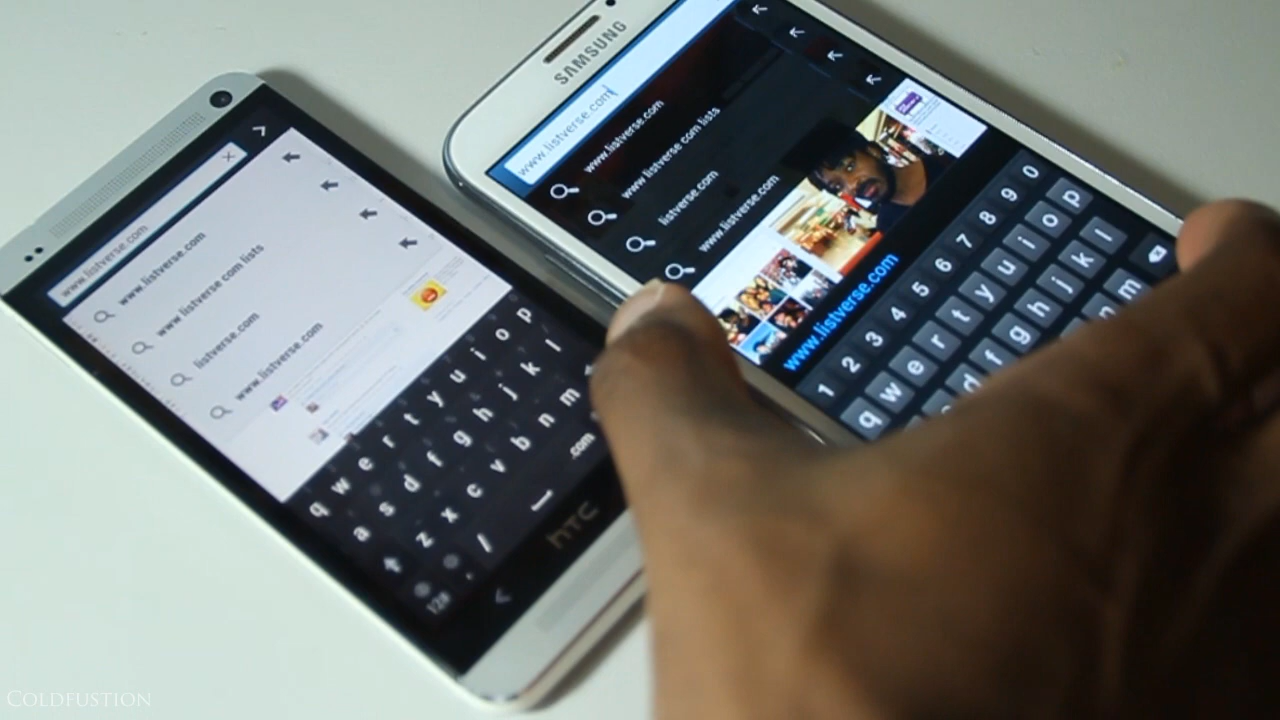 SAMSUNG
www.listverse.com
www.listverse.com
www.listverse.com lists
listverse.com
www.listverse.com
www.listverse.com
1 2 3 4 5 6 7 8 9 0
q w e r t y u i o p
d f g h j k l
m
www.listverse.com
www.listverse.com
www.listverse.com lists
listverse.com
www.listverse.com
q w e r t y u i o p
a s d f g h j k l
z x c v b n m
/ .com
12#
hTC
COLDFUSTION